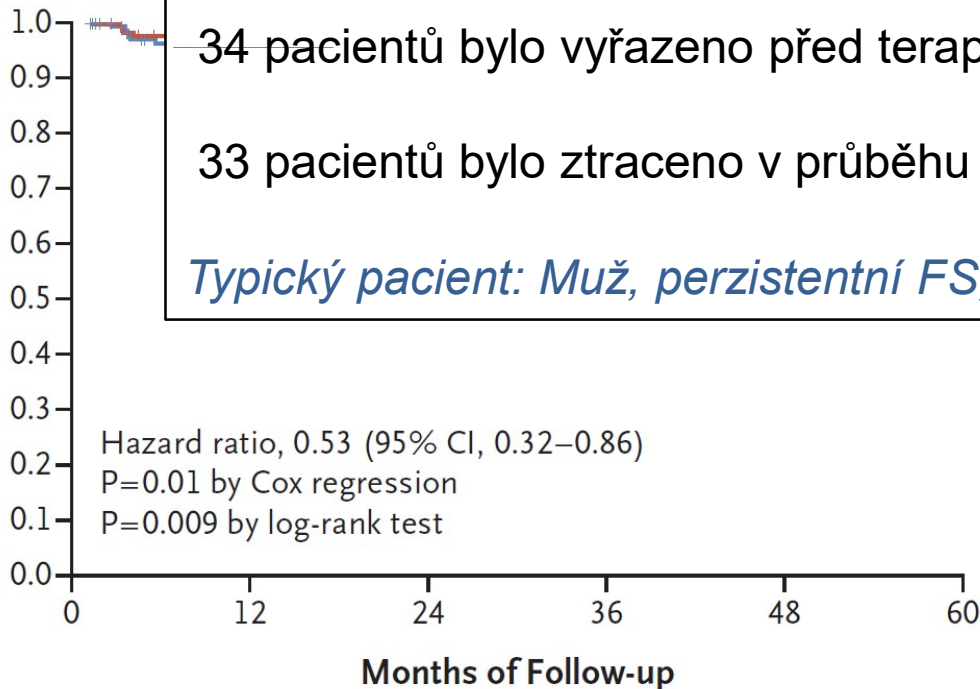 1.0
0.9
0.8
0.7
0.6
0.5
0.4
0.3
0.2
0.1
0.0
34 pacientů bylo vyřazeno před
33 pacientů bylo ztraceno v průběhu
Typický pacient: Muž, perzistentní FS,
Hazard ratio, 0.53 (95% CI, 0.32–0.86)
P=0.01 by Cox regression
P=0.009 by log-rank test
0 12 24 36 48 60
Months of Follow-up